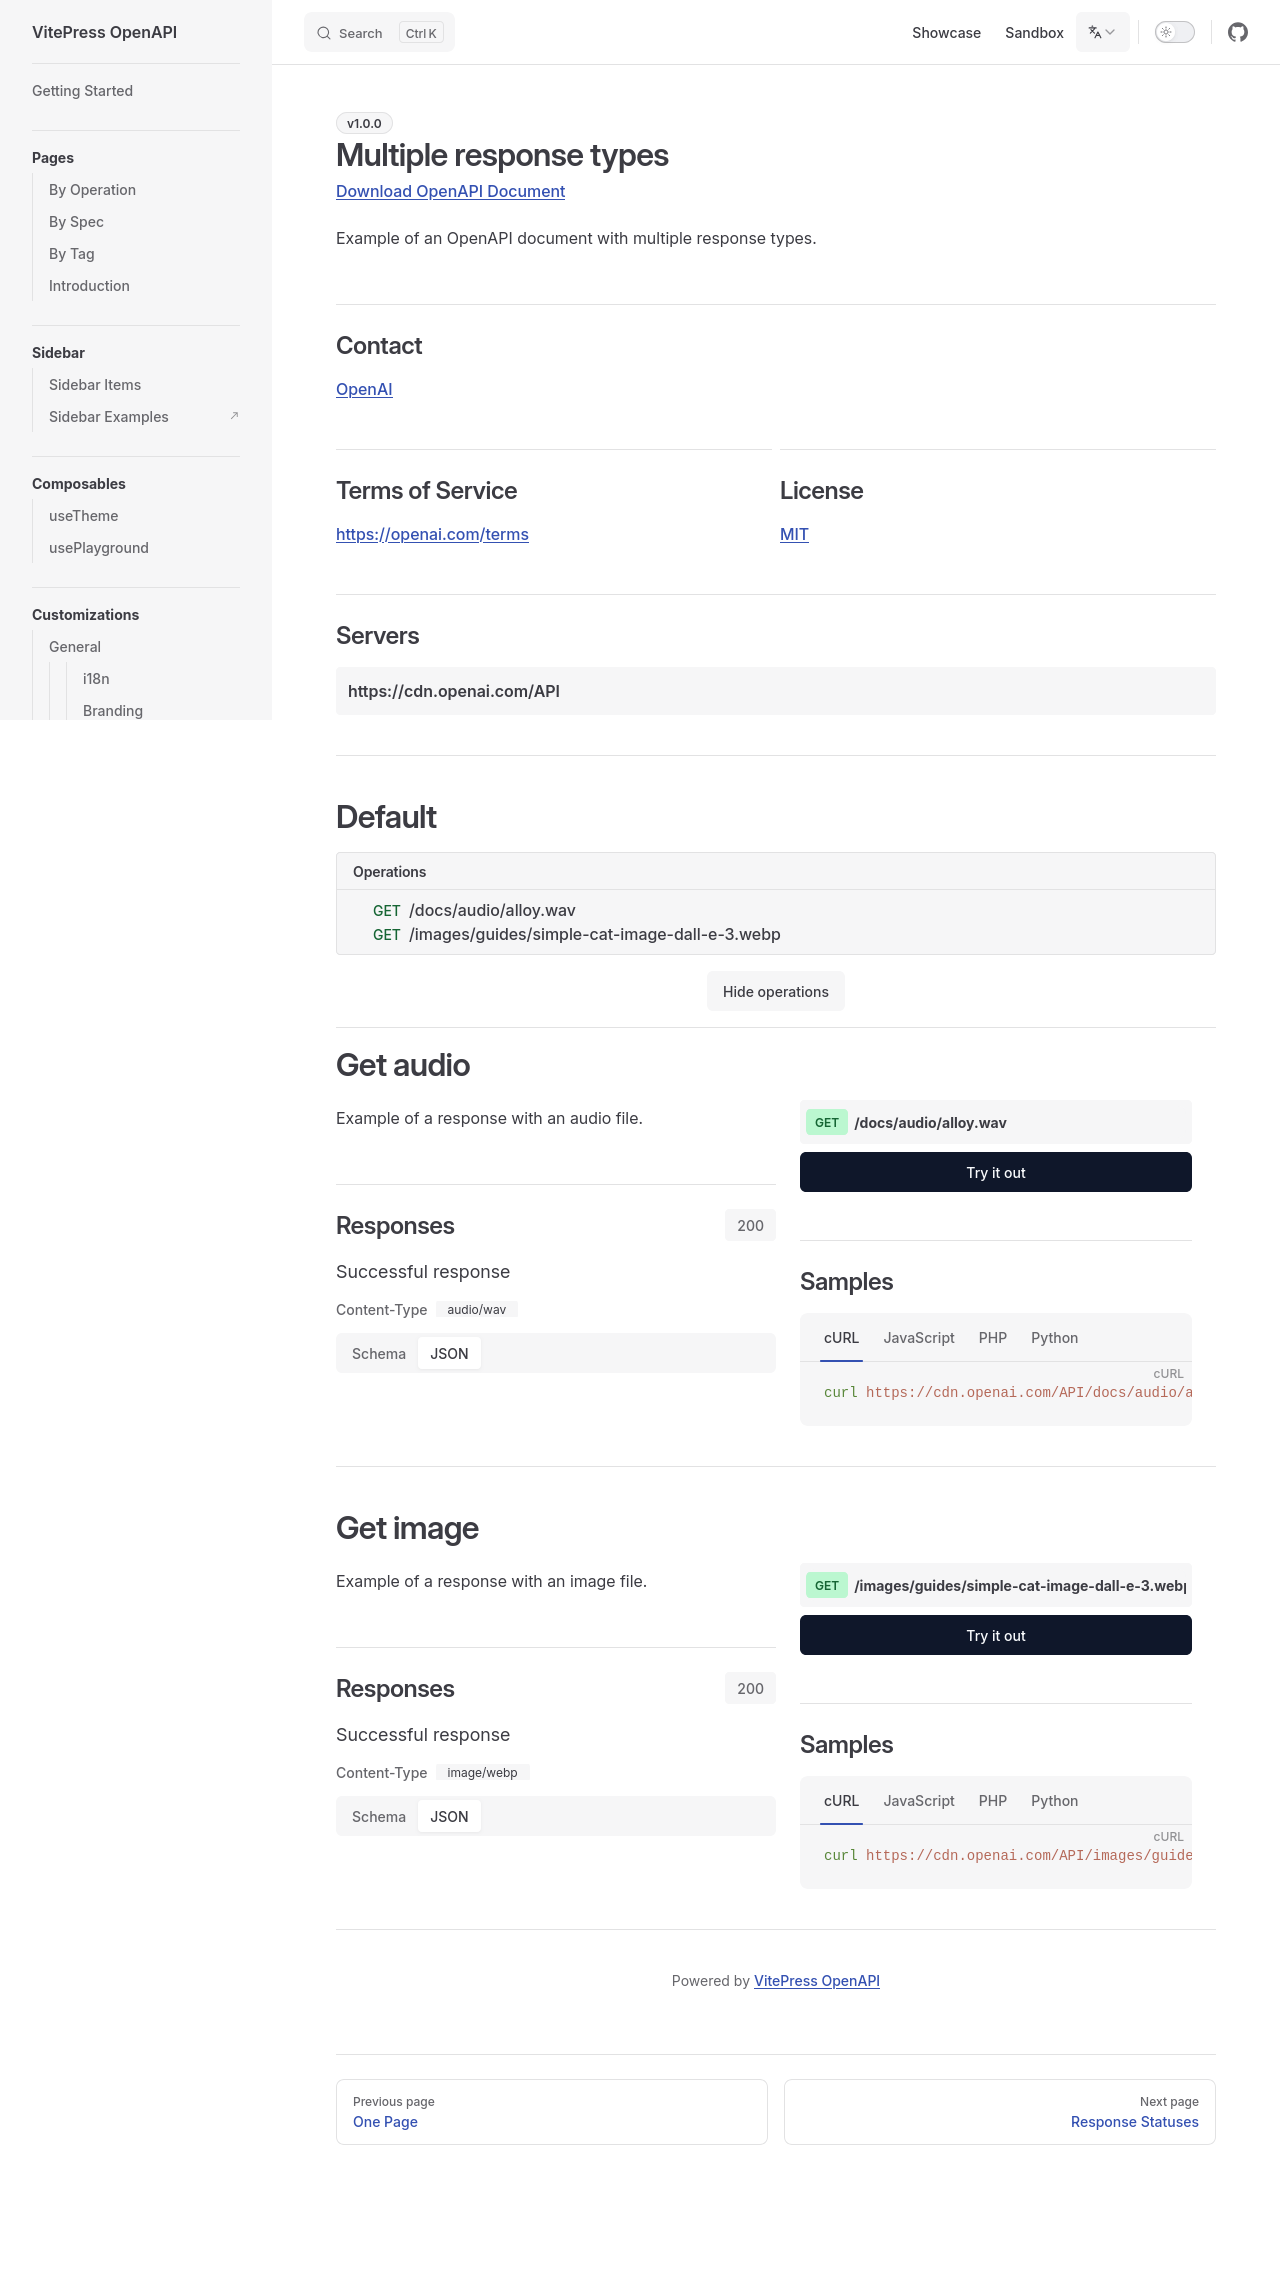 VitePress OpenAPI
Search Ctrl K
Showcase
Sandbox
Getting Started
Pages
By Operation
By Spec
By Tag
Introduction
Sidebar
Sidebar Items
Sidebar Examples
Composables
useTheme
usePlayground
Customizations
General
i18n
Branding
v1.0.0
Multiple response types
Download OpenAPI Document
Example of an OpenAPI document with multiple response types.
Contact
OpenAI
Terms of Service
https://openai.com/terms
License
MIT
Servers
https://cdn.openai.com/API
Default
Operations
GET /docs/audio/alloy.wav
GET /images/guides/simple-cat-image-dall-e-3.webp
Hide operations
Get audio
Example of a response with an audio file.
Responses 200
Successful response
Content-Type audio/wav
Schema JSON
GET /docs/audio/alloy.wav
Try it out
Samples
cURL JavaScript PHP Python
cURL
curl https://cdn.openai.com/API/docs/audio/a
Get image
Example of a response with an image file.
Responses 200
Successful response
Content-Type image/webp
Schema JSON
GET /images/guides/simple-cat-image-dall-e-3.webp
Try it out
Samples
cURL JavaScript PHP Python
cURL
curl https://cdn.openai.com/API/images/guide
Powered by VitePress OpenAPI
Previous page
One Page
Next page
Response Statuses